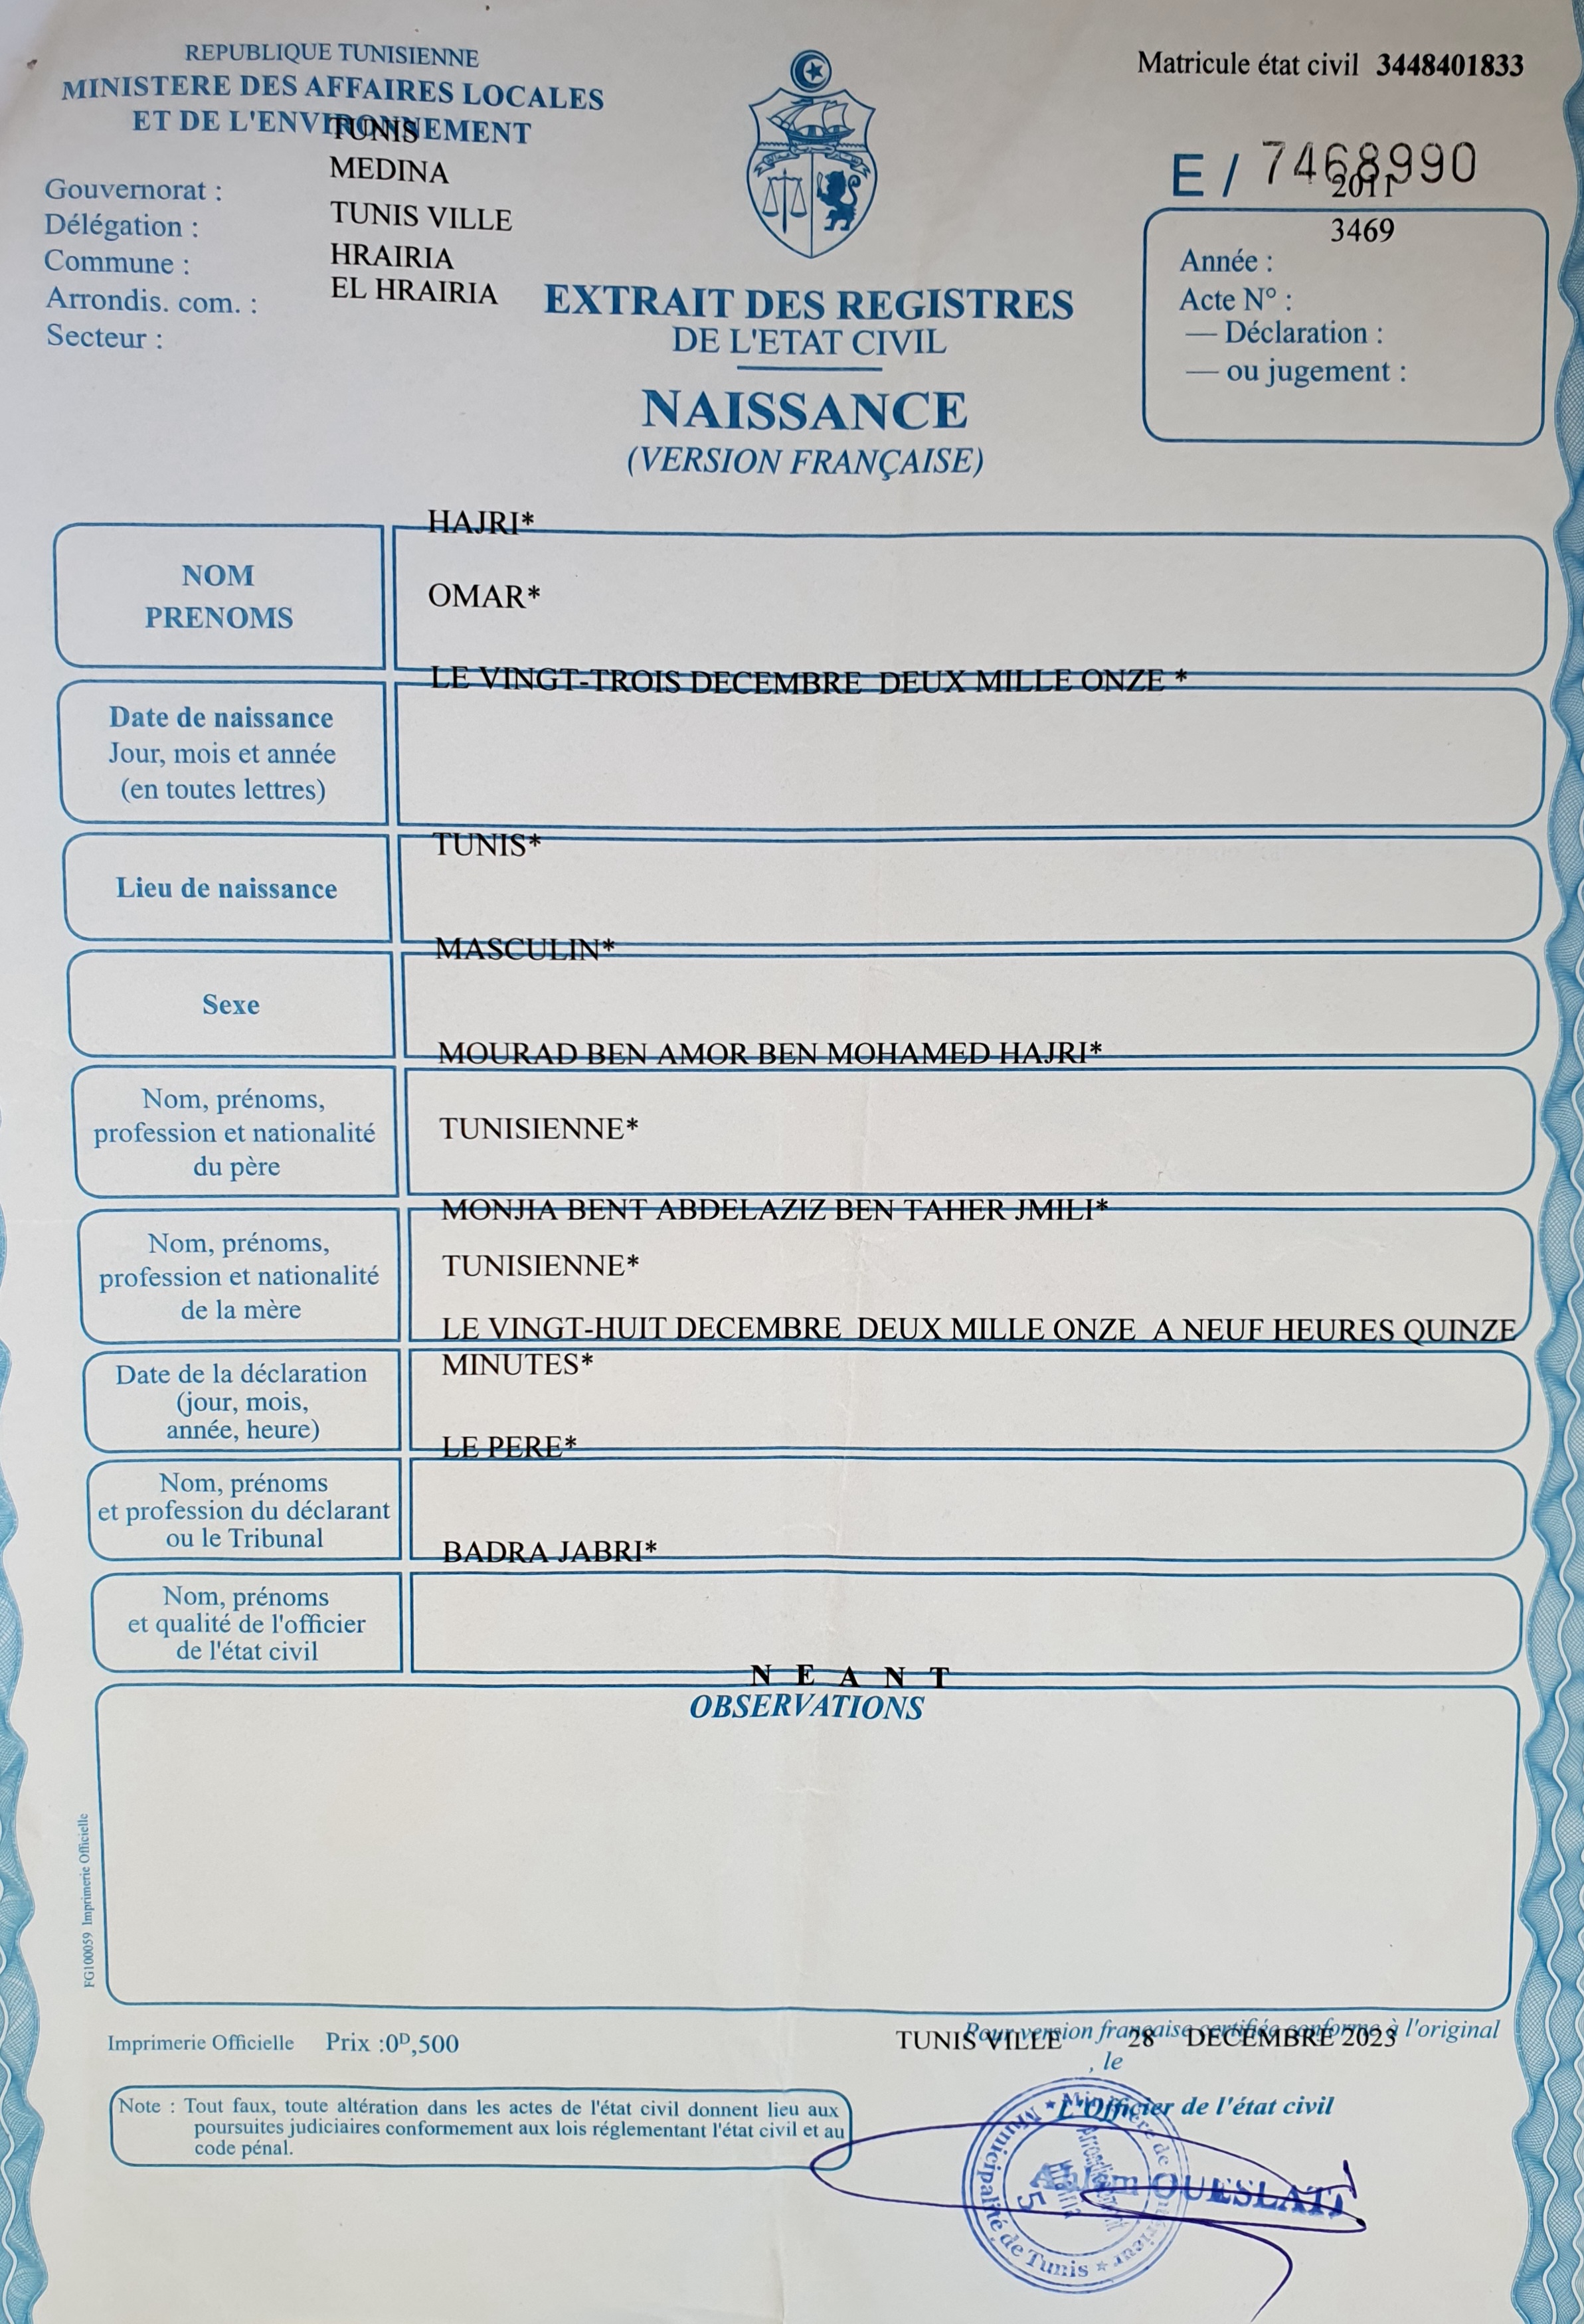 REPUBLIQUE TUNISIENNE
MINISTERE DES AFFAIRES LOCALES
ET DE L'ENVIRONNEMENT
Matricule état civil 3448401833
E / 7468990
Gouvernorat : TUNIS
Délégation : MEDINA
Commune : TUNIS VILLE
Arrondis. com. : HRAIRIA
Secteur : EL HRAIRIA
Année : 2011
Acte N° : 3469
— Déclaration :
— ou jugement :
EXTRAIT DES REGISTRES
DE L'ETAT CIVIL
NAISSANCE
(VERSION FRANÇAISE)
NOM
PRENOMS
HAJRI*
OMAR*
Date de naissance
Jour, mois et année
(en toutes lettres)
LE VINGT-TROIS DECEMBRE DEUX MILLE ONZE *
Lieu de naissance
TUNIS*
Sexe
MASCULIN*
Nom, prénoms,
profession et nationalité
du père
MOURAD BEN AMOR BEN MOHAMED HAJRI*
TUNISIENNE*
Nom, prénoms,
profession et nationalité
de la mère
MONJIA BENT ABDELAZIZ BEN TAHER JMILI*
TUNISIENNE*
Date de la déclaration
(jour, mois,
année, heure)
LE VINGT-HUIT DECEMBRE DEUX MILLE ONZE A NEUF HEURES QUINZE
MINUTES*
Nom, prénoms
et profession du déclarant
ou le Tribunal
LE PERE*
Nom, prénoms
et qualité de l'officier
de l'état civil
BADRA JABRI*
N E A N T
OBSERVATIONS
FG100059 Imprimerie Officielle
Imprimerie Officielle Prix :0D,500
Pour version française certifiée conforme à l'original
TUNIS VILLE , le 28 DECEMBRE 2023
Note : Tout faux, toute altération dans les actes de l'état civil donnent lieu aux
poursuites judiciaires conformement aux lois réglementant l'état civil et au
code pénal.
L'Officier de l'état civil
Ahlem OUESLATI
Ministère de l'intérieur * Municipalité de Tunis *
Arrondissement
Hrairia
5